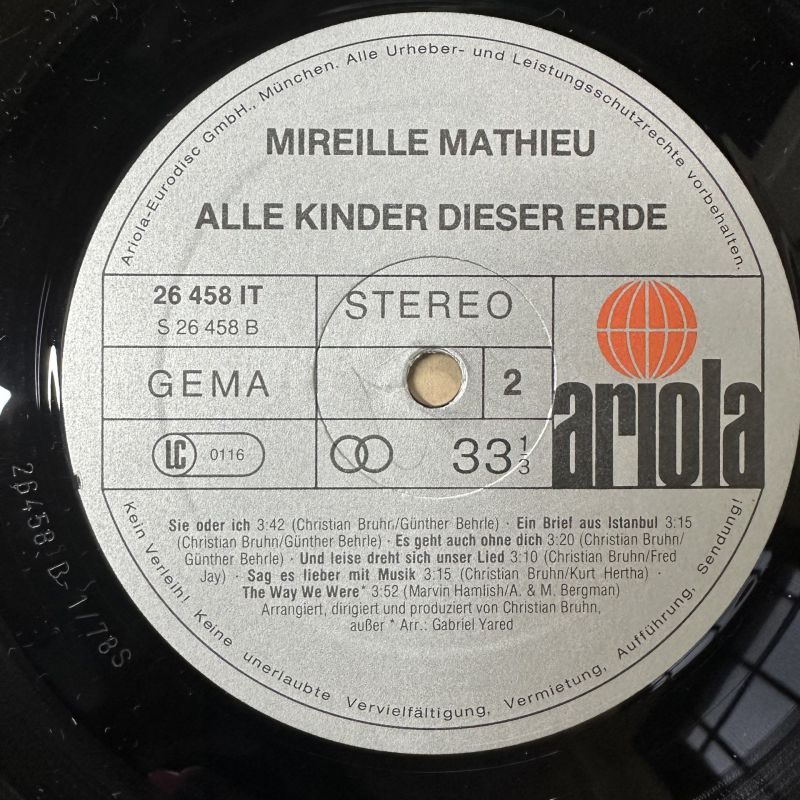 Ariola-Eurodisc GmbH., München. Alle Urheber- und Leistungsschutzrechte vorbehalten.
MIREILLE MATHIEU
ALLE KINDER DIESER ERDE
26 458 IT
S 26 458 B
STEREO
GEMA
2
LC 0116
33 1/3
ariola
Sie oder ich 3:42 (Christian Bruhn/Günther Behrle) · Ein Brief aus Istanbul 3:15
(Christian Bruhn/Günther Behrle) · Es geht auch ohne dich 3:20 (Christian Bruhn/
Günther Behrle) · Und leise dreht sich unser Lied 3:10 (Christian Bruhn/Fred
Jay) · Sag es lieber mit Musik 3:15 (Christian Bruhn/Kurt Hertha) ·
The Way We Were* 3:52 (Marvin Hamlish/A. & M. Bergman)
Arrangiert, dirigiert und produziert von Christian Bruhn,
außer * Arr.: Gabriel Yared
Kein Verleih! Keine unerlaubte Vervielfältigung, Vermietung, Aufführung, Sendung!
26458 B-1/78S